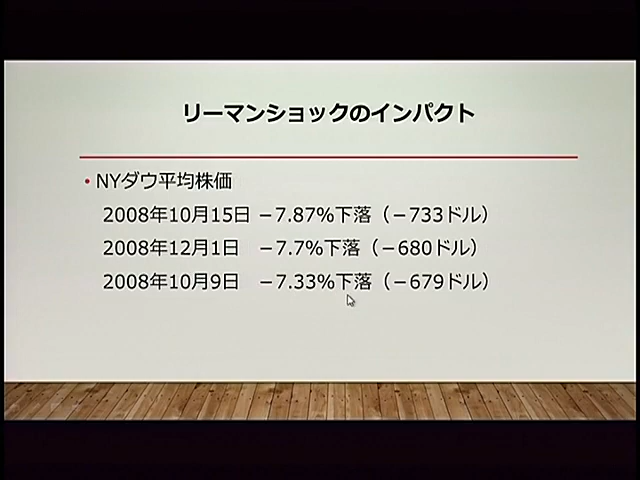 リーマンショックのインパクト
• NYダウ平均株価
2008年10月15日 －7.87%下落（－733ドル）
2008年12月1日　－7.7%下落（－680ドル）
2008年10月9日　－7.33%下落（－679ドル）